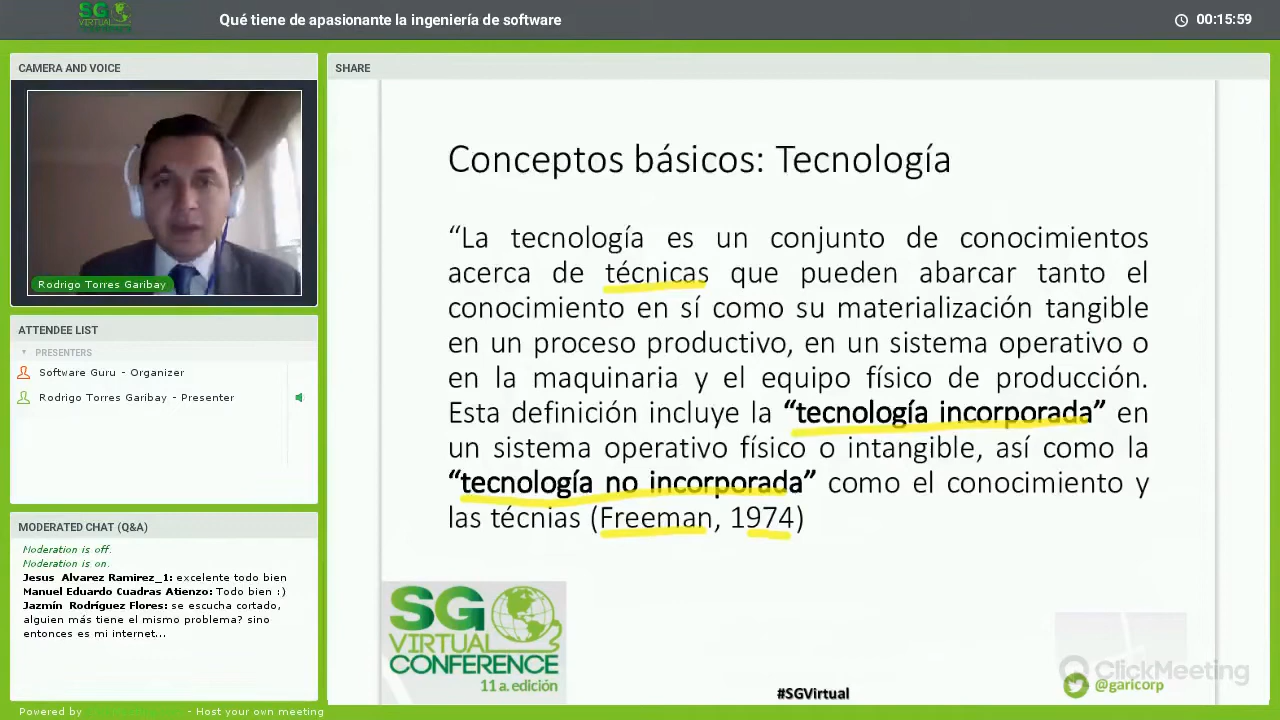 SG
VIRTUAL
CONFERENCE
Qué tiene de apasionante la ingeniería de software
00:15:59
CAMERA AND VOICE
Rodrigo Torres Garibay
ATTENDEE LIST
PRESENTERS
Software Guru - Organizer
Rodrigo Torres Garibay - Presenter
MODERATED CHAT (Q&A)
Moderation is off.
Moderation is on.
Jesus Alvarez Ramirez_1: excelente todo bien
Manuel Eduardo Cuadras Atienzo: Todo bien :)
Jazmín Rodríguez Flores: se escucha cortado,
alguien más tiene el mismo problema? sino
entonces es mi internet...
Powered by - Host your own meeting
SHARE
Conceptos básicos: Tecnología
“La tecnología es un conjunto de conocimientos
acerca de técnicas que pueden abarcar tanto el
conocimiento en sí como su materialización tangible
en un proceso productivo, en un sistema operativo o
en la maquinaria y el equipo físico de producción.
Esta definición incluye la “tecnología incorporada” en
un sistema operativo físico o intangible, así como la
“tecnología no incorporada” como el conocimiento y
las técnias (Freeman, 1974)
SG
VIRTUAL
CONFERENCE
11 a. edición
#SGVirtual
ClickMeeting
@garicorp